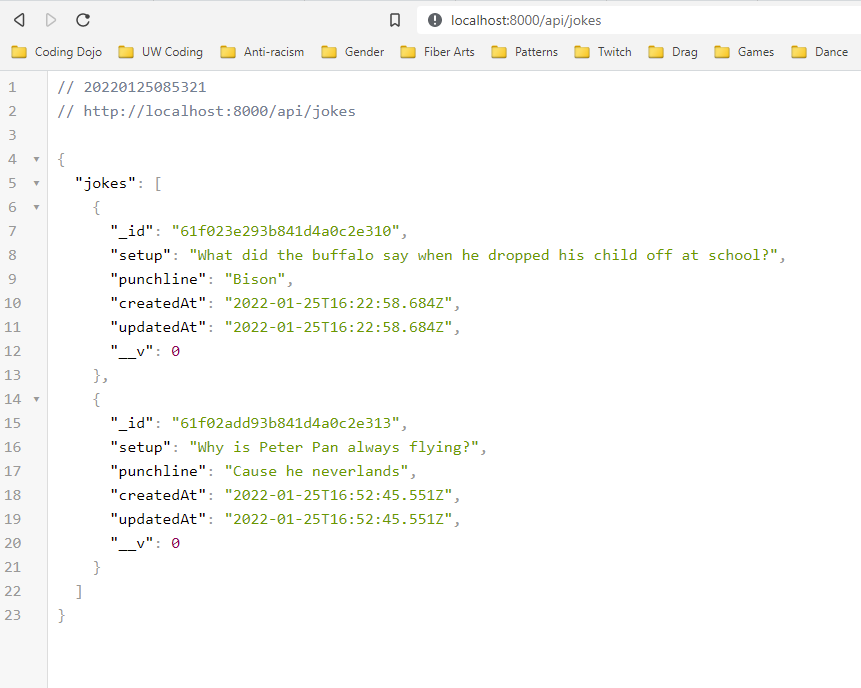 localhost:8000/api/jokes
Coding Dojo UW Coding Anti-racism Gender Fiber Arts Patterns Twitch Drag Games Dance
1 // 20220125085321
2 // http://localhost:8000/api/jokes
3
4 {
5 "jokes": [
6 {
7 "_id": "61f023e293b841d4a0c2e310",
8 "setup": "What did the buffalo say when he dropped his child off at school?",
9 "punchline": "Bison",
10 "createdAt": "2022-01-25T16:22:58.684Z",
11 "updatedAt": "2022-01-25T16:22:58.684Z",
12 "__v": 0
13 },
14 {
15 "_id": "61f02add93b841d4a0c2e313",
16 "setup": "Why is Peter Pan always flying?",
17 "punchline": "Cause he neverlands",
18 "createdAt": "2022-01-25T16:52:45.551Z",
19 "updatedAt": "2022-01-25T16:52:45.551Z",
20 "__v": 0
21 }
22 ]
23 }